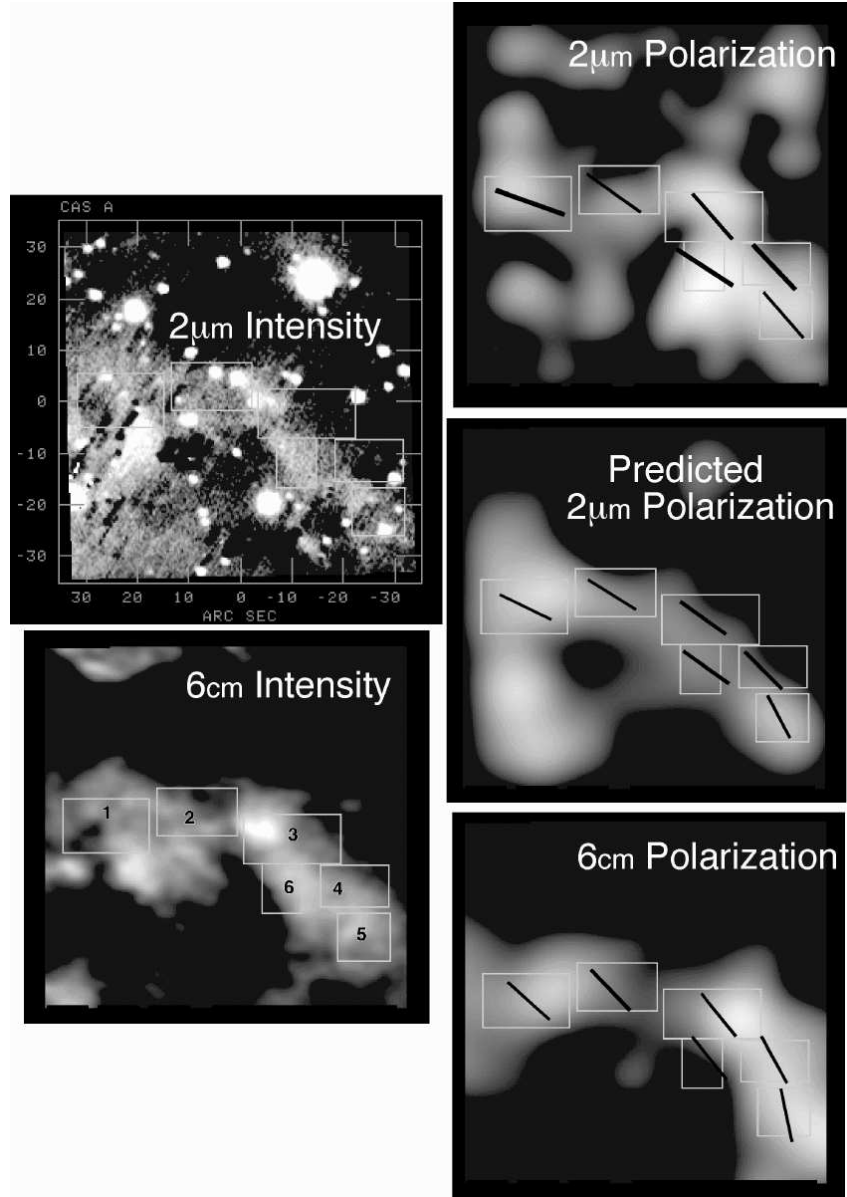 2μm Polarization
CAS A
30
20
10
0
-10
-20
-30
2μm Intensity
30 20 10 0 -10 -20 -30
ARC SEC
Predicted
2μm Polarization
6cm Intensity
1
2
3
6
4
5
6cm Polarization